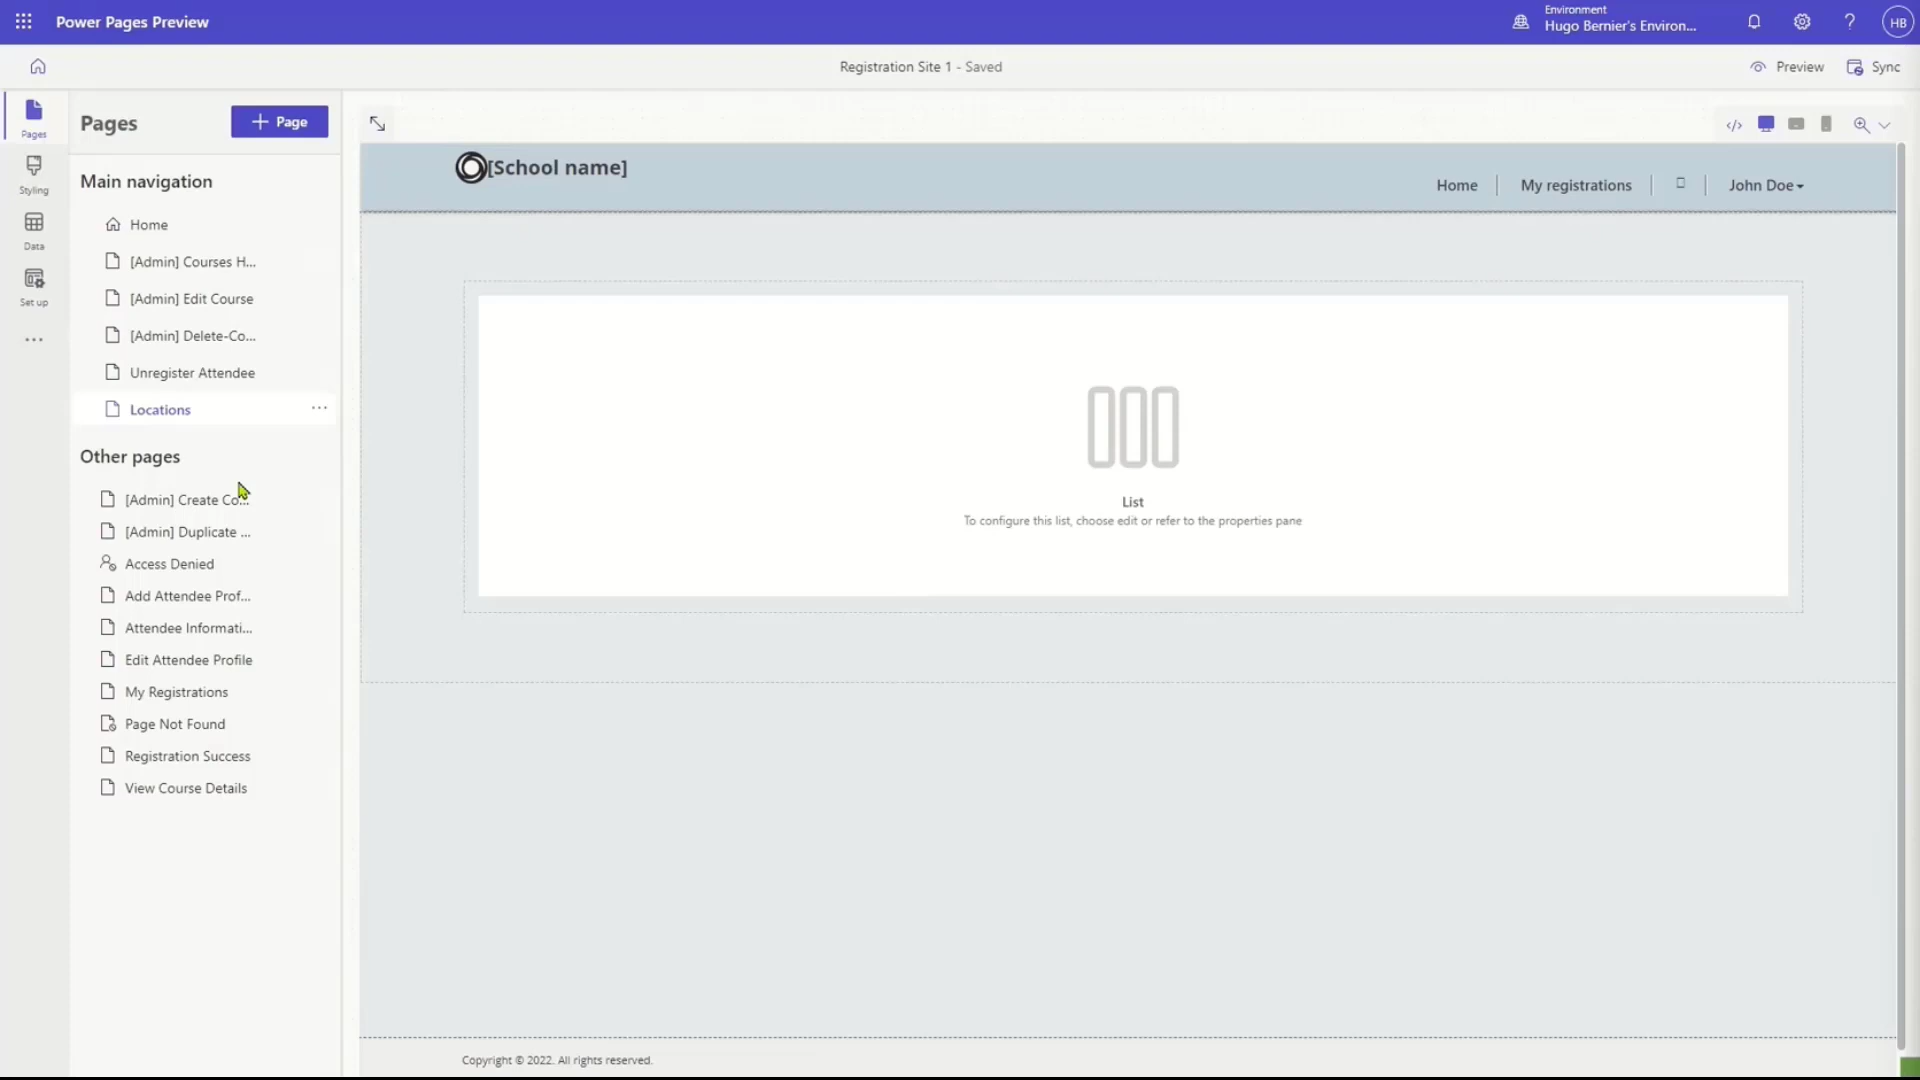 Power Pages Preview
Environment
Hugo Bernier's Environ...
HB
Registration Site 1 - Saved
Preview
Sync
Pages
Styling
Data
Set up
Pages
Page
Main navigation
Home
[Admin] Courses H...
[Admin] Edit Course
[Admin] Delete-Co...
Unregister Attendee
Locations
Other pages
[Admin] Create Co...
[Admin] Duplicate ...
Access Denied
Add Attendee Prof...
Attendee Informati...
Edit Attendee Profile
My Registrations
Page Not Found
Registration Success
View Course Details
[School name]
Home
My registrations
John Doe
List
To configure this list, choose edit or refer to the properties pane
Copyright © 2022. All rights reserved.